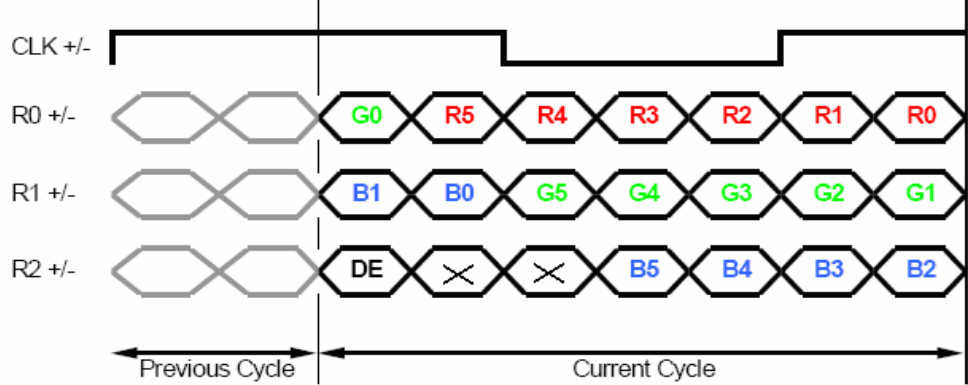 CLK +/-
R0 +/- G0 R5 R4 R3 R2 R1 R0
R1 +/- B1 B0 G5 G4 G3 G2 G1
R2 +/- DE B5 B4 B3 B2
Previous Cycle Current Cycle